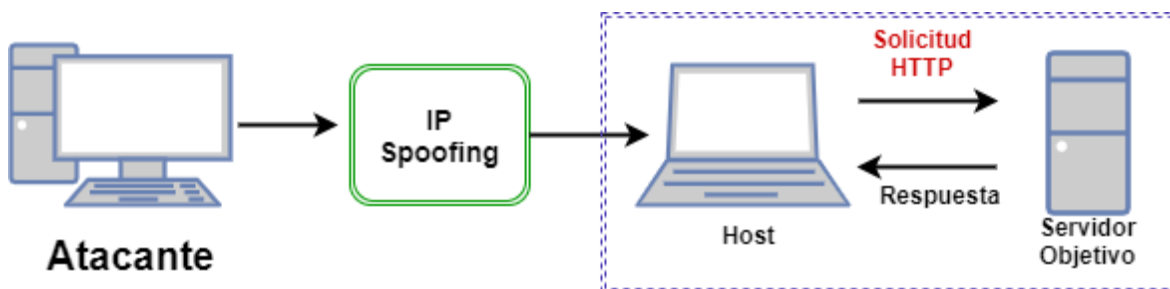 Solicitud
HTTP
IP
Spoofing
Respuesta
Host
Servidor
Objetivo
Atacante